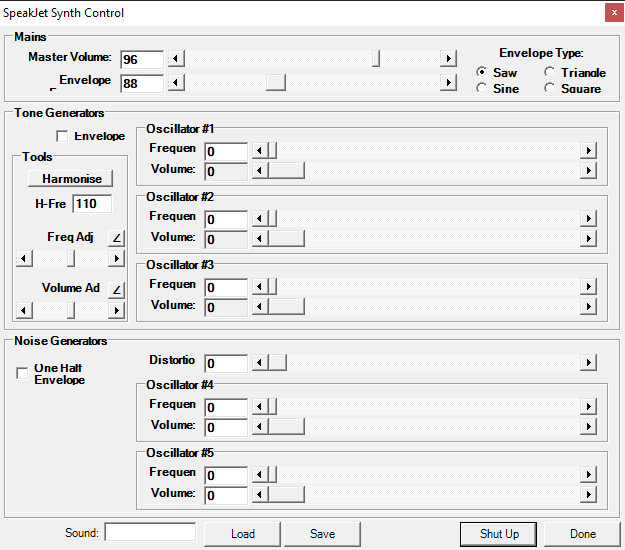 SpeakJet Synth Control
Mains
Master Volume: 96
Envelope 88
Envelope Type:
Saw Triangle
Sine Square
Tone Generators
Envelope
Tools
Harmonise
H-Fre 110
Freq Adj
Volume Ad
Oscillator #1
Frequen 0
Volume: 0
Oscillator #2
Frequen 0
Volume: 0
Oscillator #3
Frequen 0
Volume: 0
Noise Generators
One Half
Envelope
Distortio 0
Oscillator #4
Frequen 0
Volume: 0
Oscillator #5
Frequen 0
Volume: 0
Sound: Load Save Shut Up Done